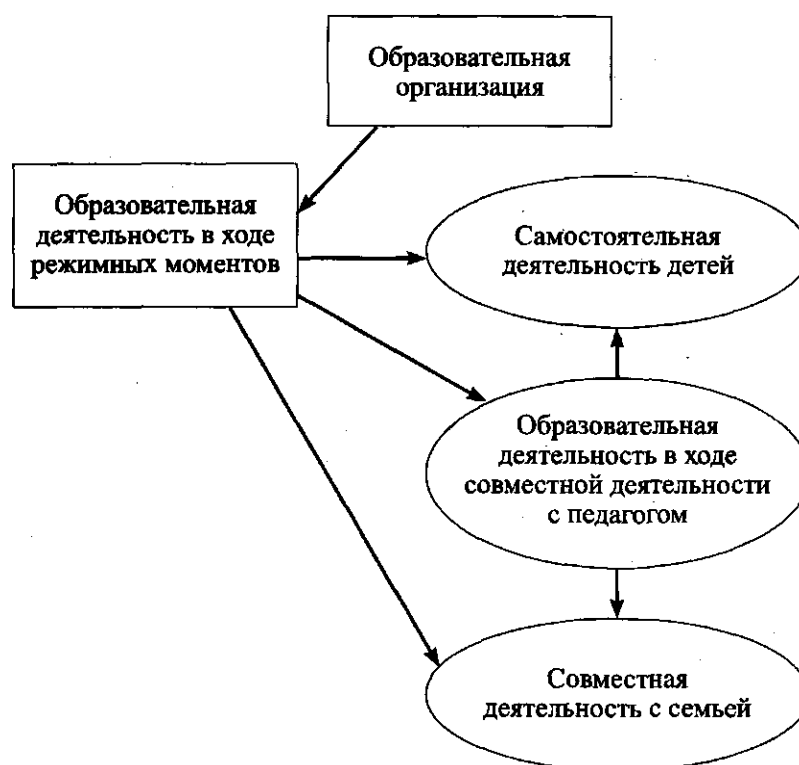 Образовательная
организация
Образовательная
деятельность в ходе
режимных моментов
Самостоятельная
деятельность детей
Образовательная
деятельность в ходе
совместной деятельности
с педагогом
Совместная
деятельность с семьей